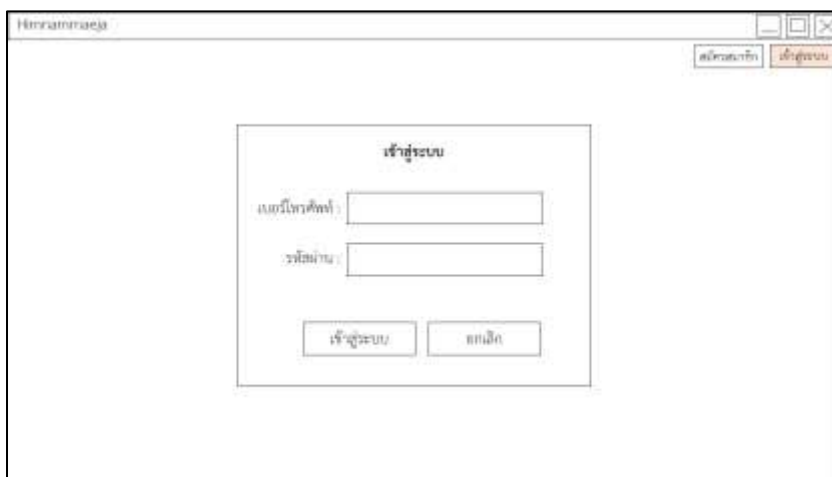 Himnammaeja
สมัครสมาชิก เข้าสู่ระบบ
เข้าสู่ระบบ
เบอร์โทรศัพท์ :
รหัสผ่าน :
เข้าสู่ระบบ ยกเลิก